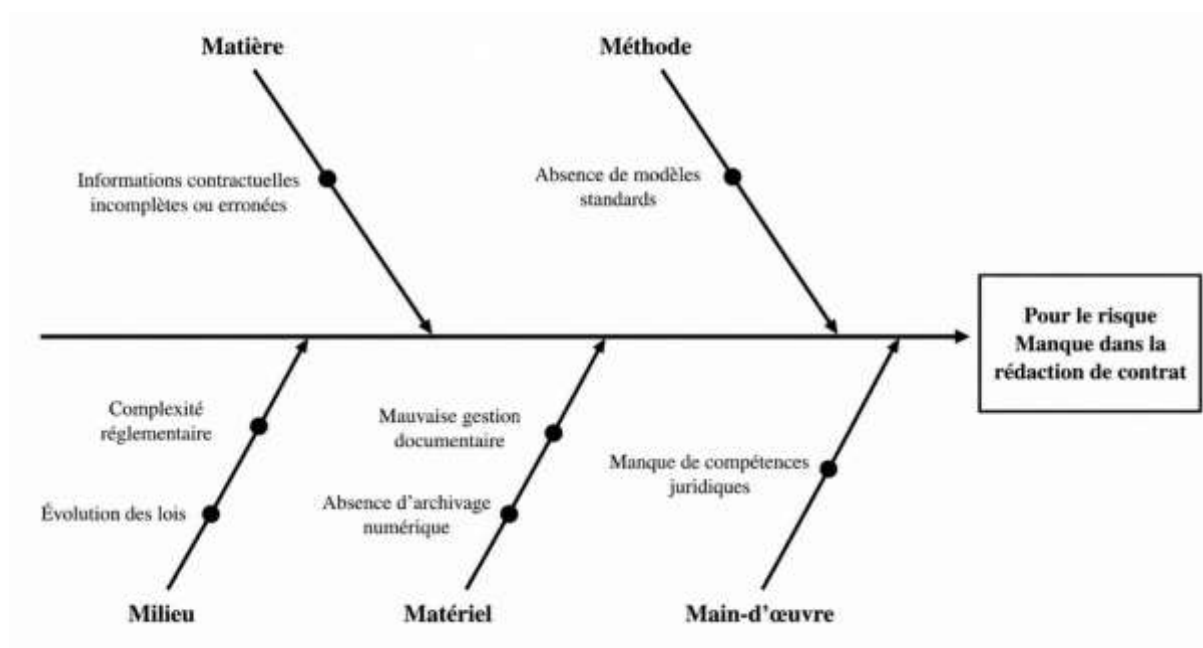 Matière
Méthode
Informations contractuelles
incomplètes ou erronées
Absence de modèles
standards
Pour le risque
Manque dans la
rédaction de contrat
Complexité
réglementaire
Évolution des lois
Mauvaise gestion
documentaire
Absence d'archivage
numérique
Manque de compétences
juridiques
Milieu
Matériel
Main-d'œuvre